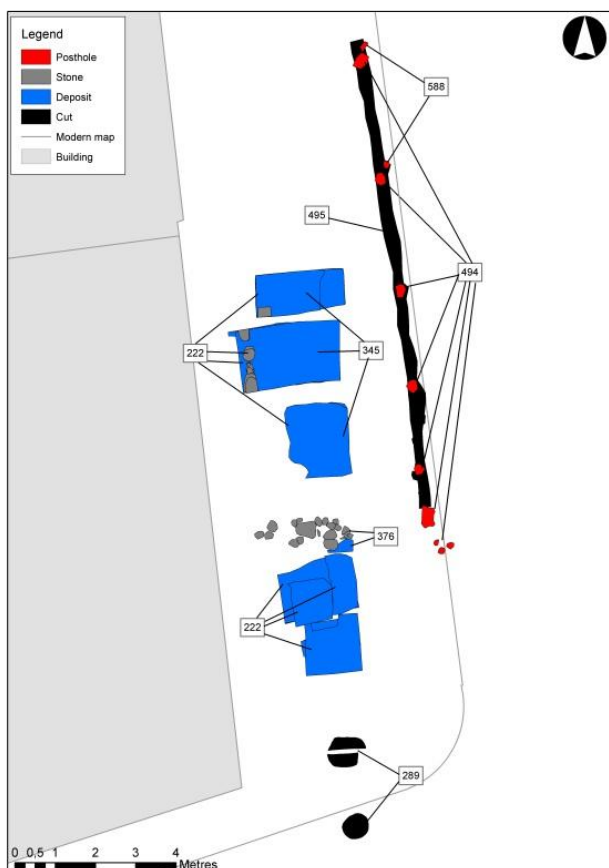 Legend
Posthole
Stone
Deposit
Cut
Modern map
Building
588
495
494
222
345
376
222
289
0 0,5 1 2 3 4
Metres